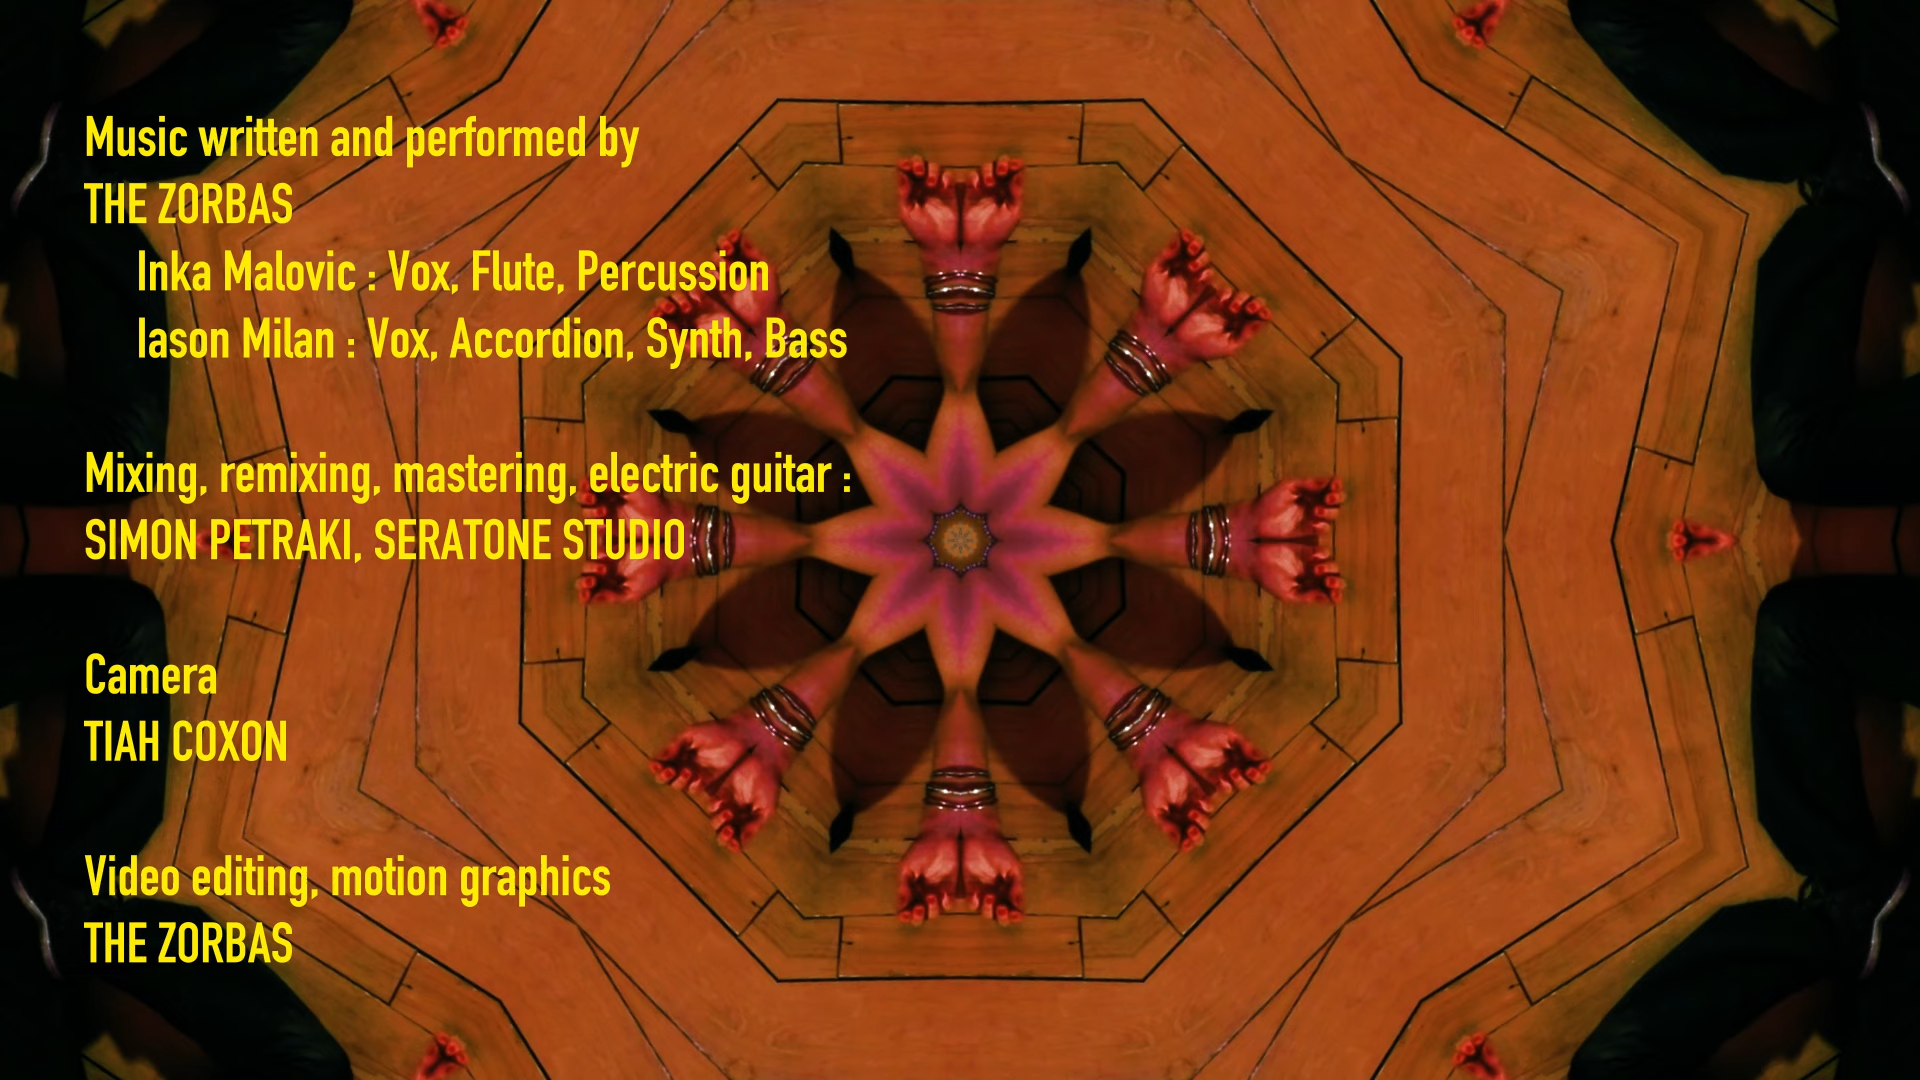 Music written and performed by
THE ZORBAS
Inka Malovic : Vox, Flute, Percussion
Iason Milan : Vox, Accordion, Synth, Bass
Mixing, remixing, mastering, electric guitar :
SIMON PETRAKI, SERATONE STUDIO
Camera
TIAH COXON
Video editing, motion graphics
THE ZORBAS